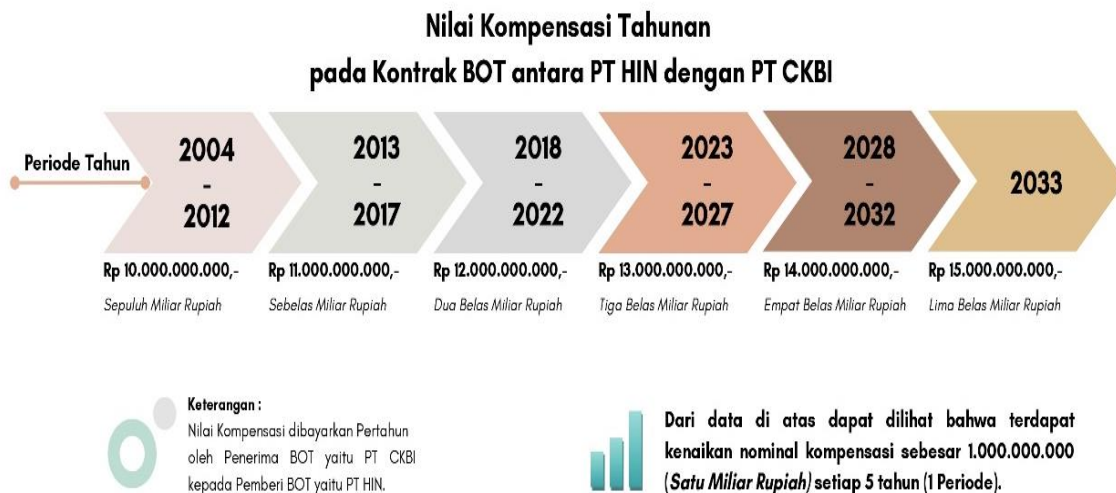 Nilai Kompensasi Tahunan
pada Kontrak BOT antara PT HIN dengan PT CKBI
Periode Tahun
2004
-
2012
2013
-
2017
2018
-
2022
2023
-
2027
2028
-
2032
2033
Rp 10.000.000.000,-
Sepuluh Miliar Rupiah
Rp 11.000.000.000,-
Sebelas Miliar Rupiah
Rp 12.000.000.000,-
Dua Belas Miliar Rupiah
Rp 13.000.000.000,-
Tiga Belas Miliar Rupiah
Rp 14.000.000.000,-
Empat Belas Miliar Rupiah
Rp 15.000.000.000,-
Lima Belas Miliar Rupiah
Keterangan :
Nilai Kompensasi dibayarkan Pertahun
oleh Penerima BOT yaitu PT CKBI
kepada Pemberi BOT yaitu PT HIN.
Dari data di atas dapat dilihat bahwa terdapat
kenaikan nominal kompensasi sebesar 1.000.000.000
(Satu Miliar Rupiah) setiap 5 tahun (1 Periode).